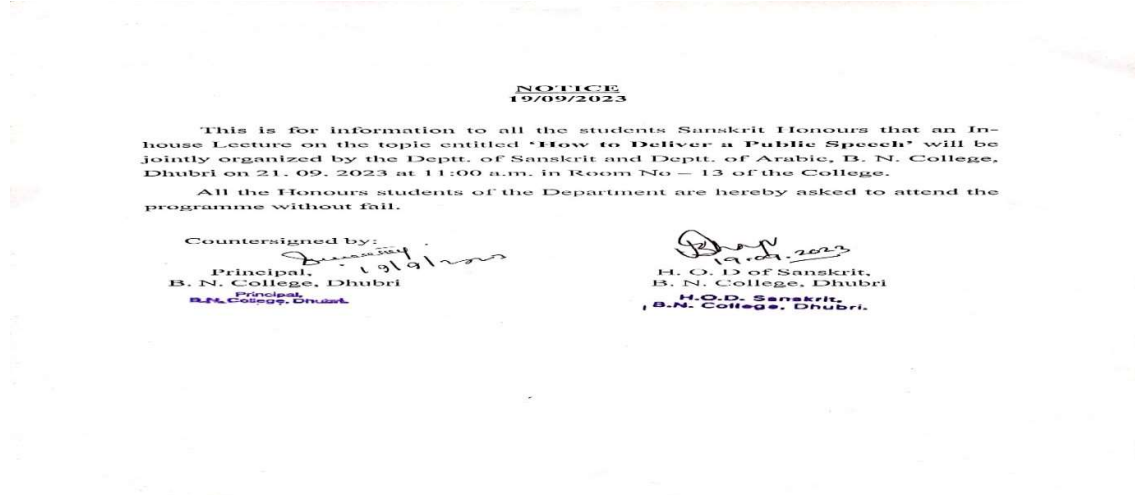 NOTICE
19/09/2023
This is for information to all the students Sanskrit Honours that an In-
house Lecture on the topic entitled ‘How to Deliver a Public Speech’ will be
jointly organized by the Deptt. of Sanskrit and Deptt. of Arabic, B. N. College,
Dhubri on 21. 09. 2023 at 11:00 a.m. in Room No – 13 of the College.
All the Honours students of the Department are hereby asked to attend the
programme without fail.
Countersigned by:
19/9/2023
Principal,
B. N. College, Dhubri
Principal,
B.N. College, Dhubri.
19.09.2023
H. O. D of Sanskrit,
B. N. College, Dhubri
H.O.D. Sanskrit,
B.N. College, Dhubri.